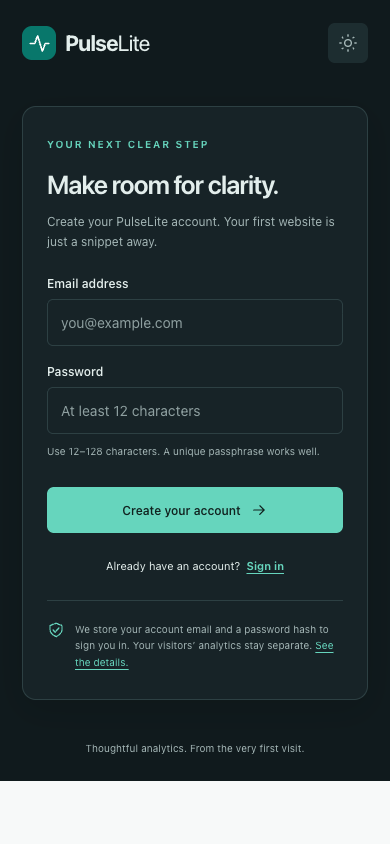 PulseLite
YOUR NEXT CLEAR STEP
Make room for clarity.
Create your PulseLite account. Your first website is
just a snippet away.
Email address
you@example.com
Password
At least 12 characters
Use 12–128 characters. A unique passphrase works well.
Create your account →
Already have an account? Sign in
We store your account email and a password hash to
sign you in. Your visitors’ analytics stay separate. See
the details.
Thoughtful analytics. From the very first visit.